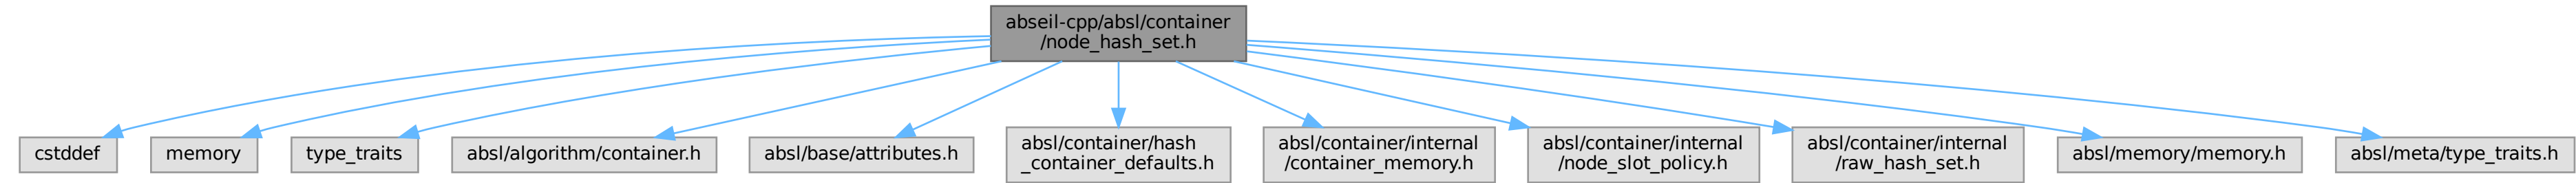 abseil-cpp/absl/container
/node_hash_set.h
cstddef
memory
type_traits
absl/algorithm/container.h
absl/base/attributes.h
absl/container/hash
_container_defaults.h
absl/container/internal
/container_memory.h
absl/container/internal
/node_slot_policy.h
absl/container/internal
/raw_hash_set.h
absl/memory/memory.h
absl/meta/type_traits.h